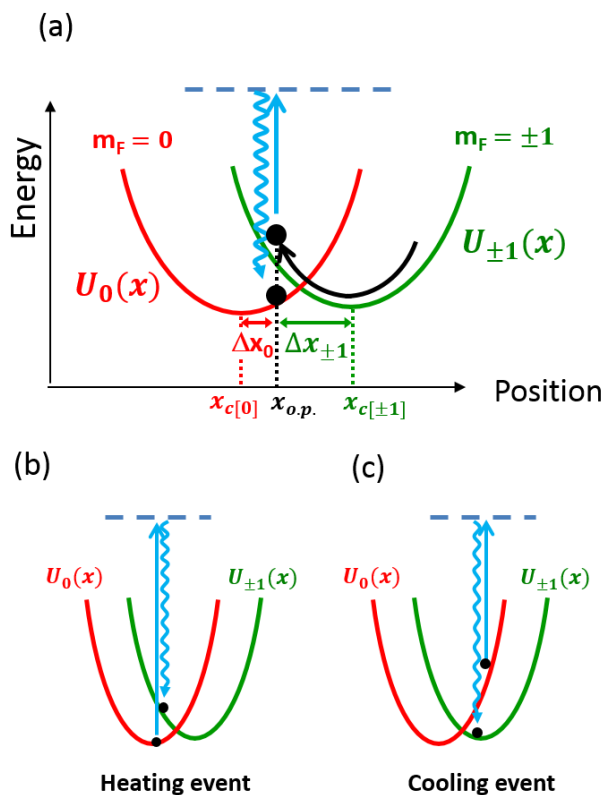 (a)
Energy
m_F = 0
m_F = ±1
U_0(x)
U_{±1}(x)
Δx_0
Δx_{±1}
x_{c[0]}
x_{o.p.}
x_{c[±1]}
Position
(b)
(c)
U_0(x)
U_{±1}(x)
U_0(x)
U_{±1}(x)
Heating event
Cooling event